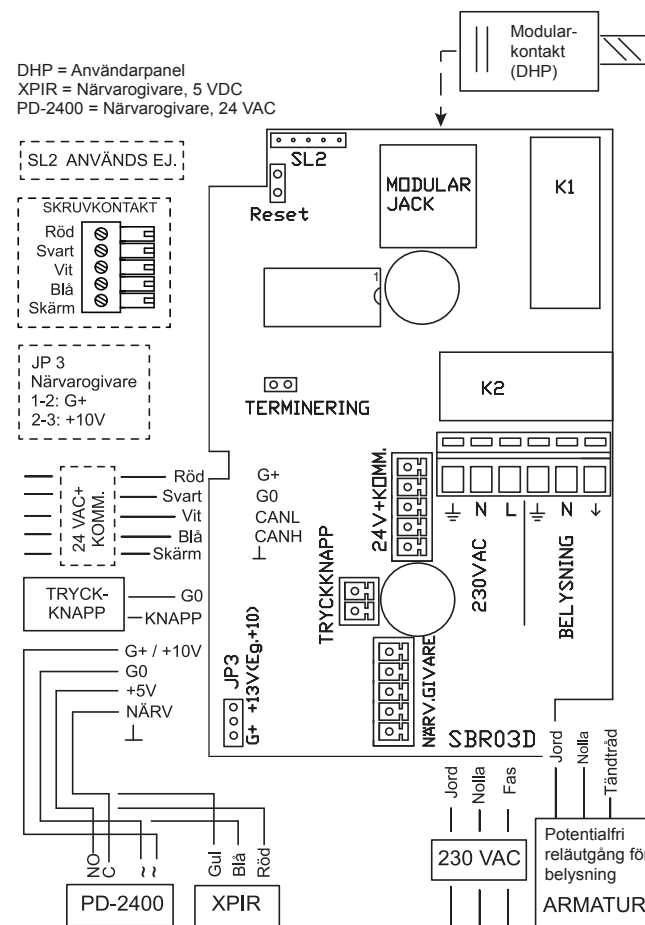 Modular-
kontakt
(DHP)
DHP = Användarpanel
XPIR = Närvarogivare, 5 VDC
PD-2400 = Närvarogivare, 24 VAC
SL2 ANVÄNDS EJ.
SL2
Reset
MODULAR
JACK
K1
SKRUVKONTAKT
Röd
Svart
Vit
Blå
Skärm
1
JP 3
Närvarogivare
1-2: G+
2-3: +10V
TERMINERING
K2
24 VAC+
KOMM.
Röd
Svart
Vit
Blå
Skärm
G+
G0
CANL
CANH
⊥
24V+KOMM.
N
L
N
↓
230VAC
BELYSNING
TRYCK-
KNAPP
G0
KNAPP
TRYCKKNAPP
G+ / +10V
G0
+5V
NÄRV
⊥
JP3
G+ +13V(Eg.+10)
NÄRV.GIVARE
SBR03D
Jord
Nolla
Fas
Jord
Nolla
Tändtråd
NO
C
~
~
Gul
Blå
Röd
230 VAC
Potentialfri
reläutgång för
belysning
ARMATUR
PD-2400
XPIR